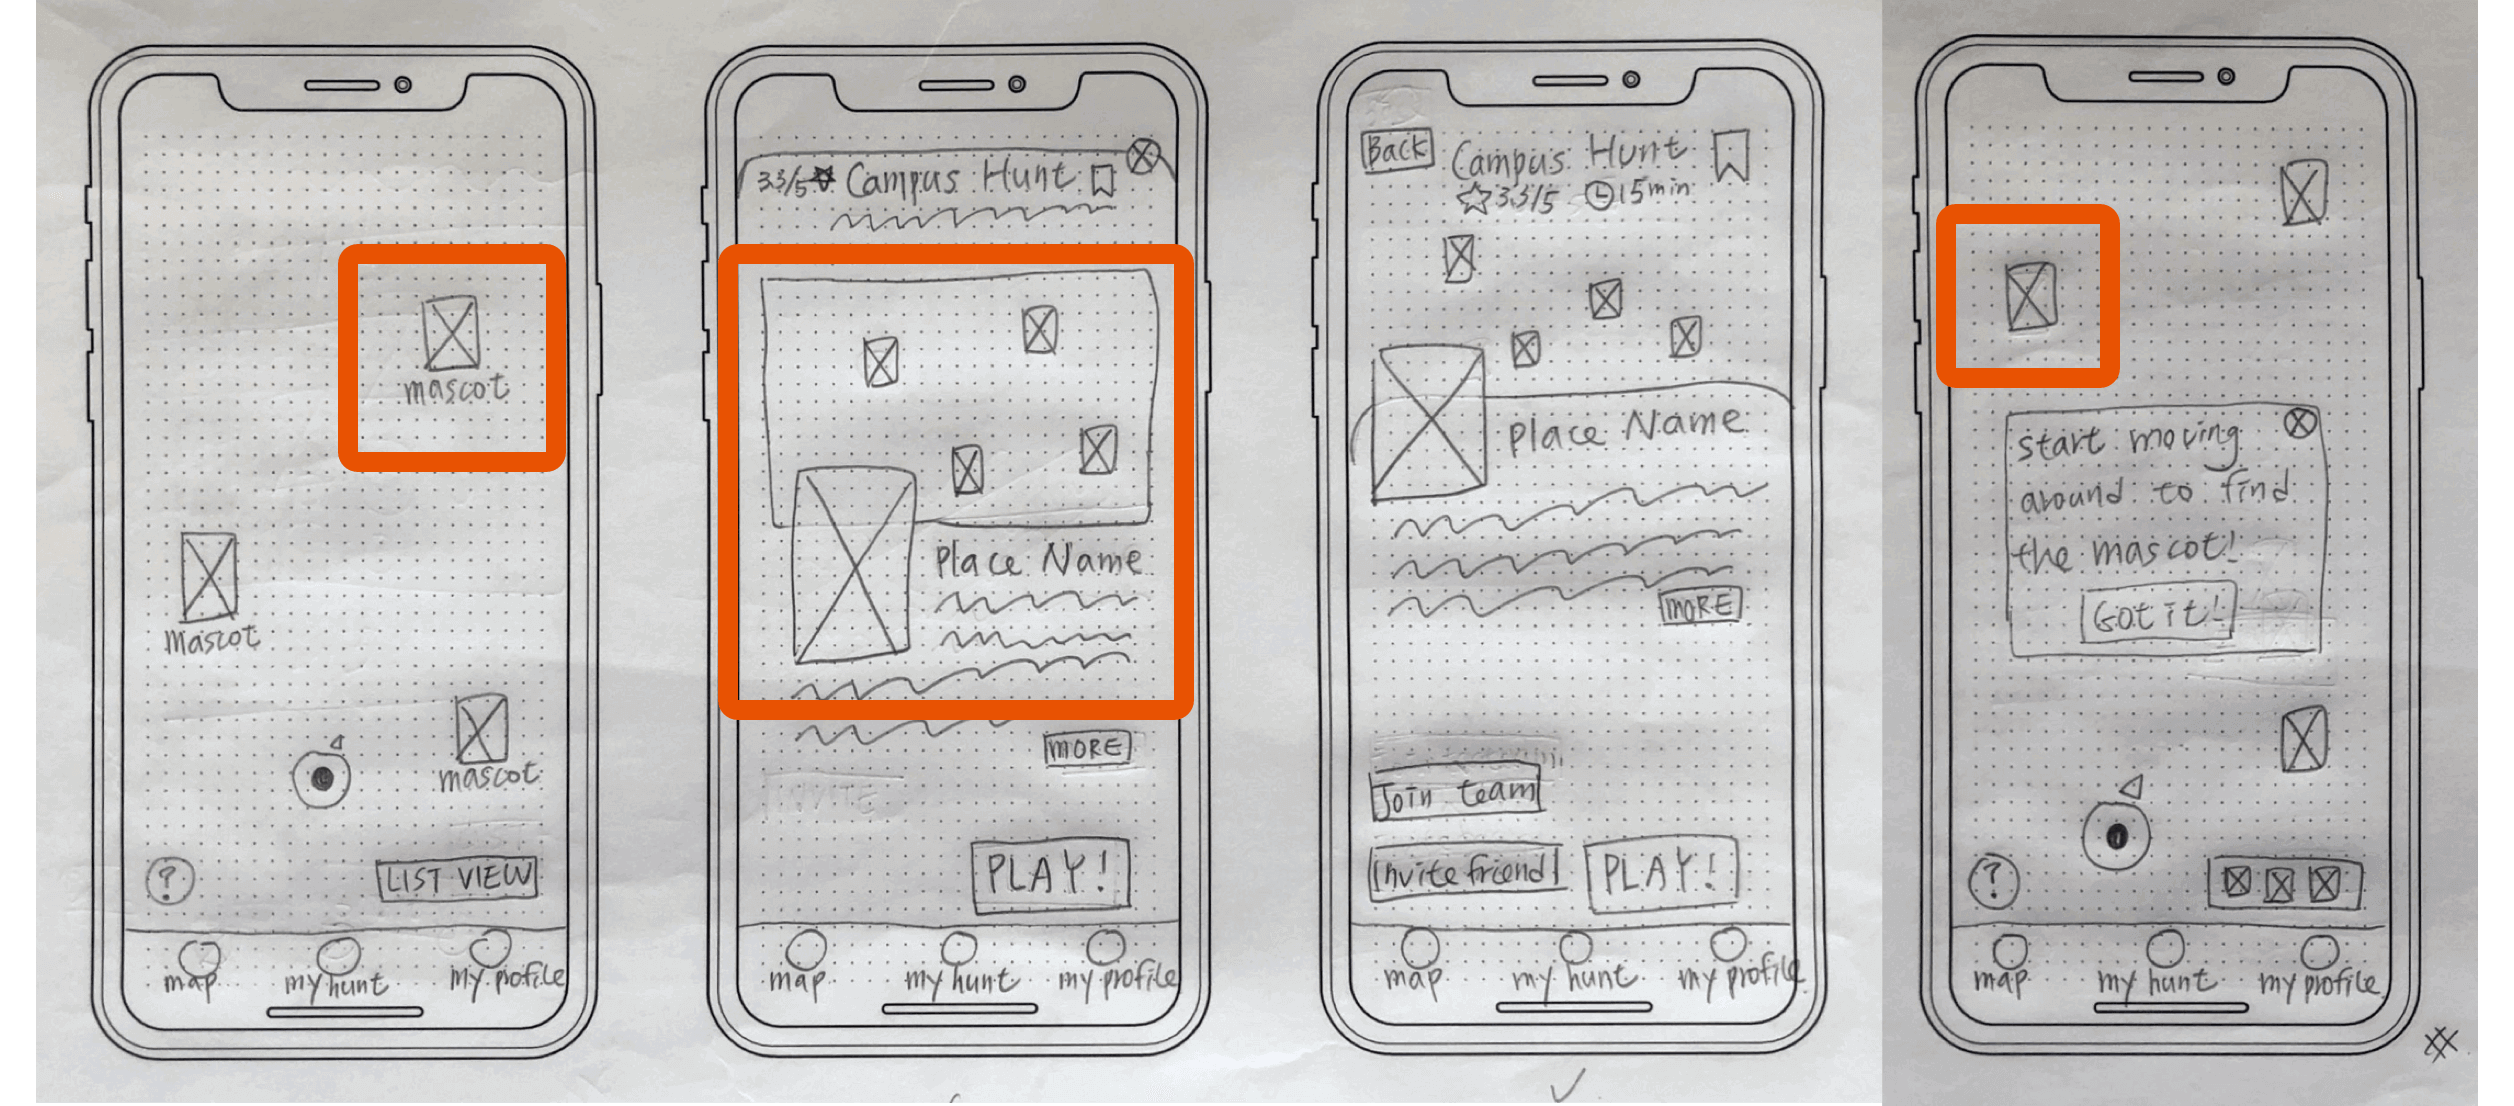 mascot
mascot
mascot
?
LIST VIEW
map
my hunt
my profile
3.3/5 Campus Hunt
Place Name
MORE
INVITE
PLAY!
map
my hunt
my profile
Back
Campus Hunt
3.3/5 15min
Place Name
MORE
Join team
Invite friend!
PLAY!
map
my hunt
my profile
start moving
around to find
the mascot!
Got it!
?
map
my hunt
my profile